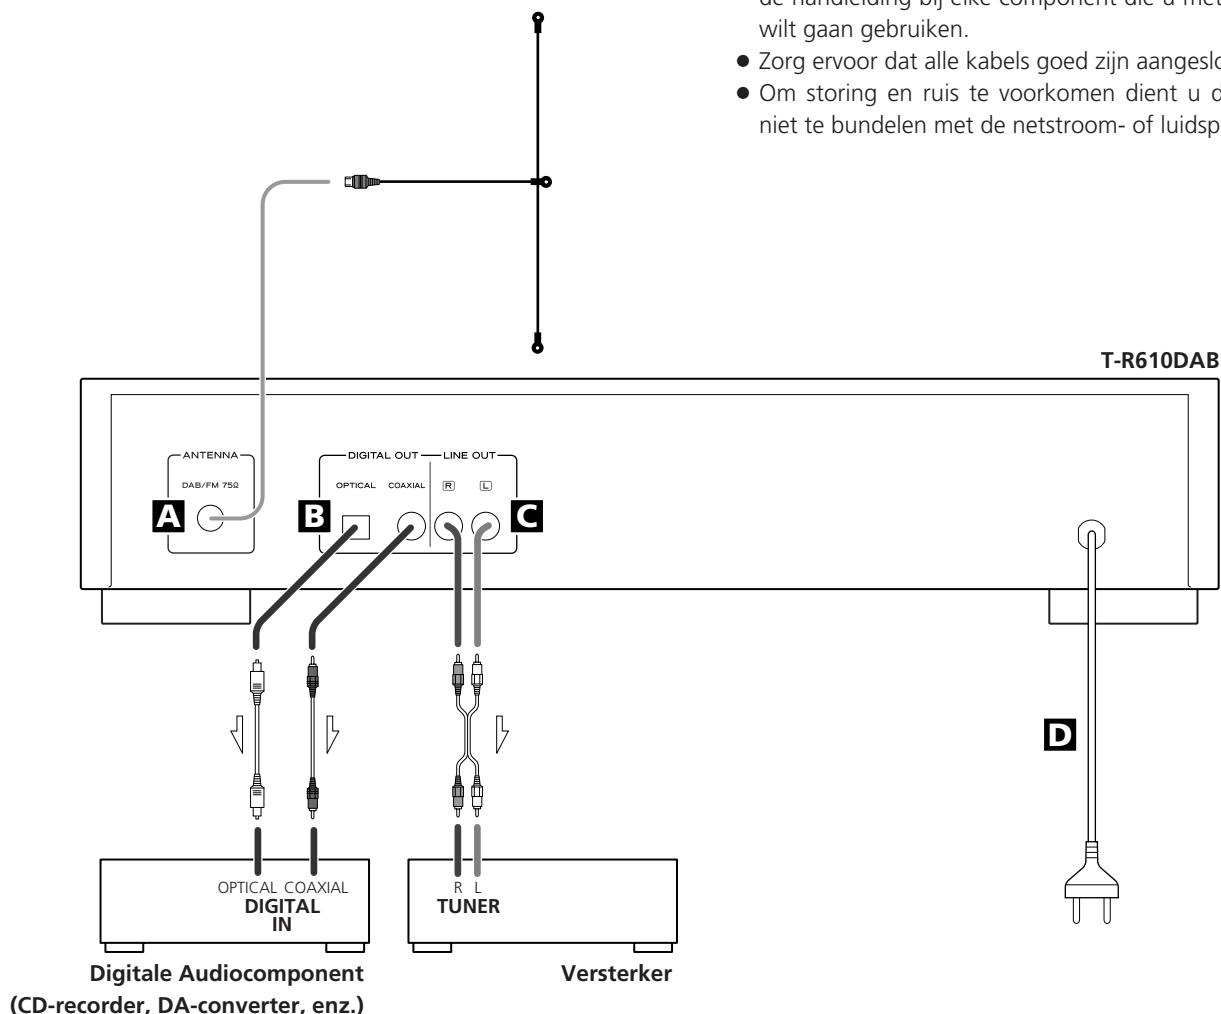 de handleiding bij elke component die u met
wilt gaan gebruiken.
● Zorg ervoor dat alle kabels goed zijn
● Om storing en ruis te voorkomen dient u
niet te bundelen met de netstroom- of
T-R610DAB
ANTENNA
DAB/FM 75Ω
A
DIGITAL OUT LINE OUT
OPTICAL COAXIAL R L
B
C
D
OPTICAL COAXIAL
DIGITAL
IN
R L
TUNER
Digitale Audiocomponent
(CD-recorder, DA-converter, enz.)
Versterker